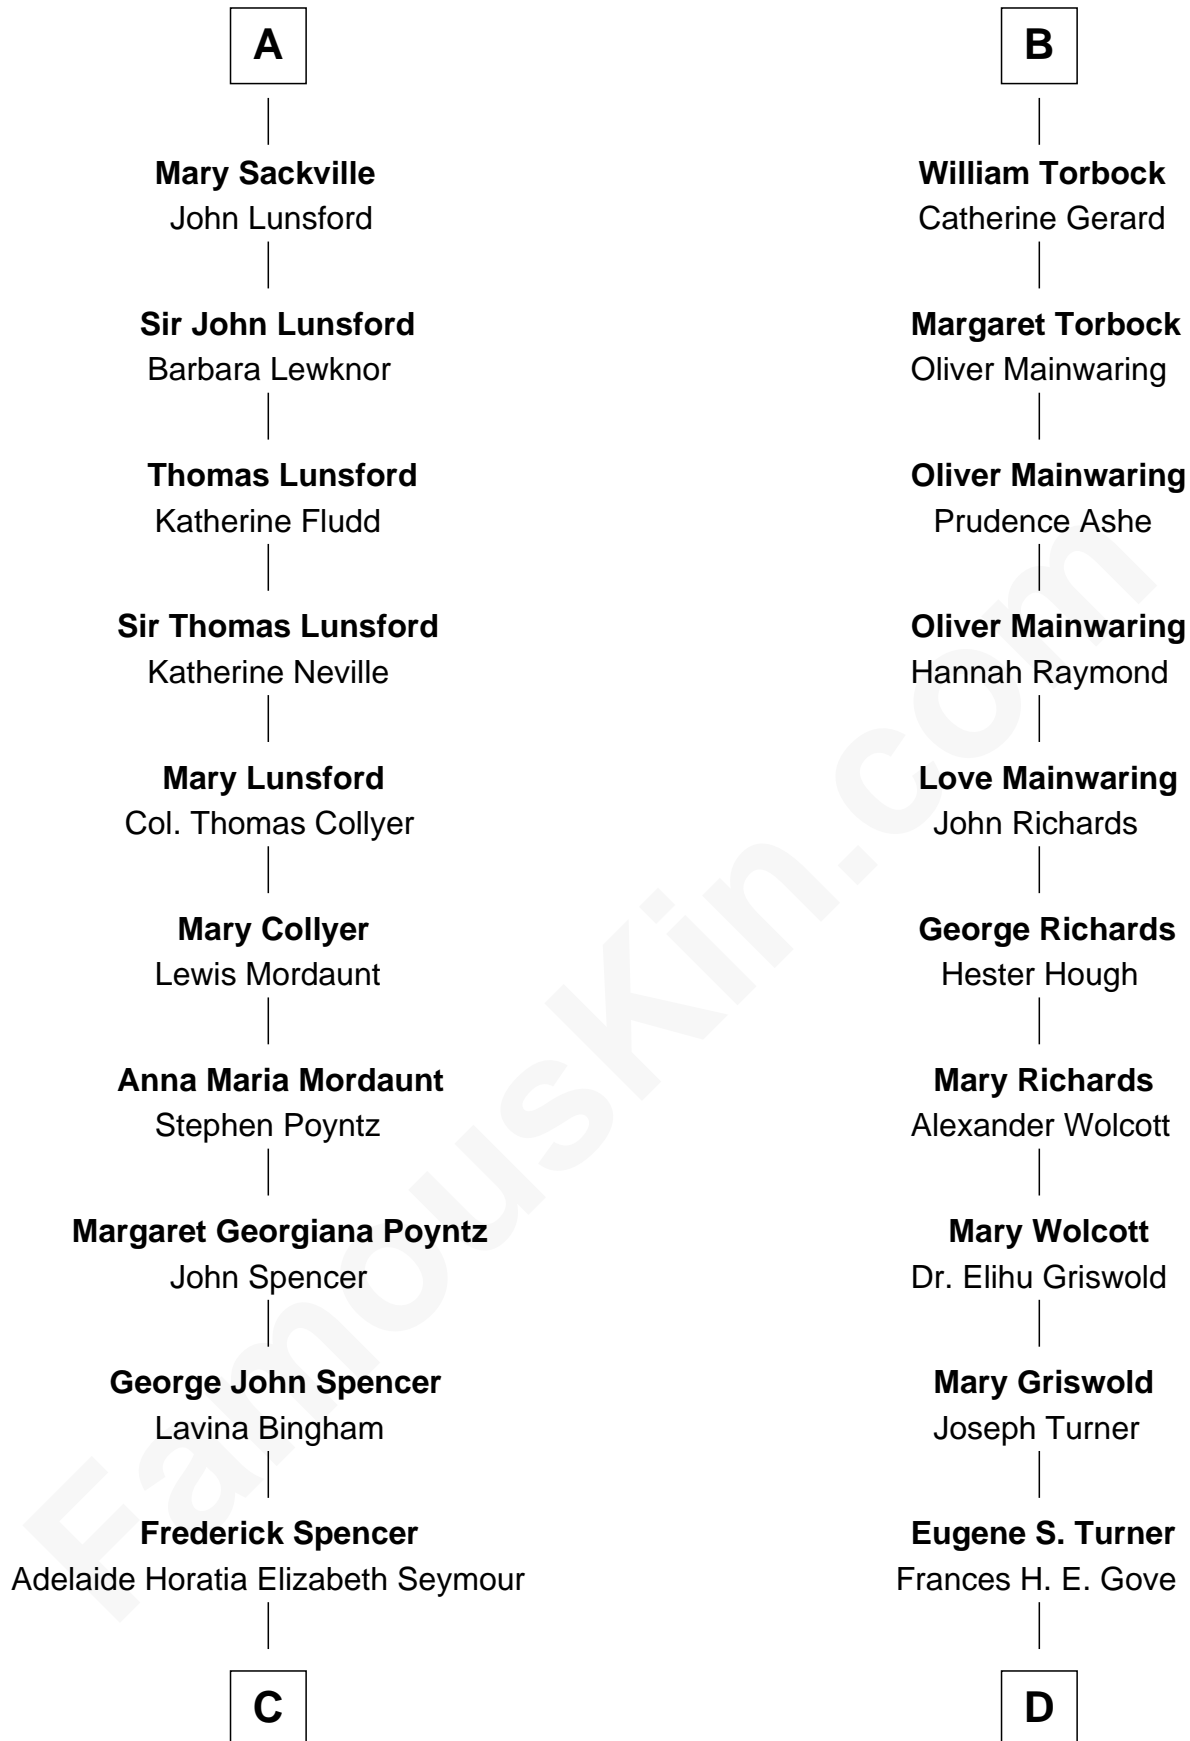 A
Mary Sackville
John Lunsford
Sir John Lunsford
Barbara Lewknor
Thomas Lunsford
Katherine Fludd
Sir Thomas Lunsford
Katherine Neville
Mary Lunsford
Col. Thomas Collyer
Mary Collyer
Lewis Mordaunt
Anna Maria Mordaunt
Stephen Poyntz
Margaret Georgiana Poyntz
John Spencer
George John Spencer
Lavina Bingham
Frederick Spencer
Adelaide Horatia Elizabeth Seymour
C
B
William Torbock
Catherine Gerard
Margaret Torbock
Oliver Mainwaring
Oliver Mainwaring
Prudence Ashe
Oliver Mainwaring
Hannah Raymond
Love Mainwaring
John Richards
George Richards
Hester Hough
Mary Richards
Alexander Wolcott
Mary Wolcott
Dr. Elihu Griswold
Mary Griswold
Joseph Turner
Eugene S. Turner
Frances H. E. Gove
D
FamousKin.com